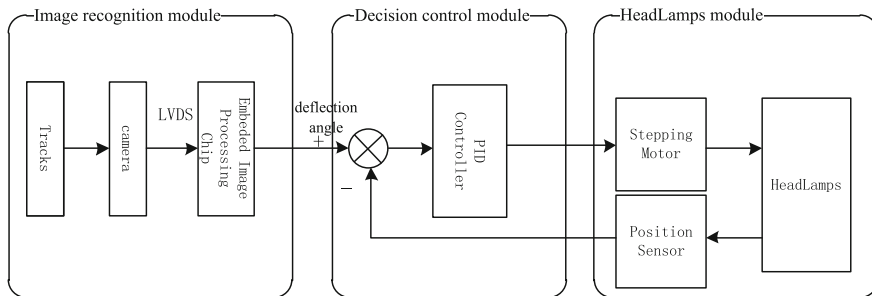 Image recognition module
Decision control module
HeadLamps module
Tracks
camera
LVDS
Embeded Image
Processing
Chip
deflection
angle
+
−
PID
Controller
Stepping
Motor
Position
Sensor
HeadLamps